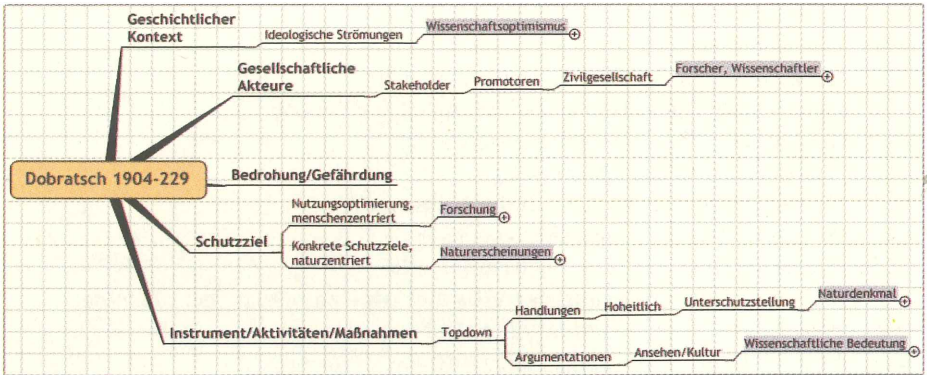 Geschichtlicher
Kontext
Ideologische Strömungen
Wissenschaftsoptimismus
Gesellschaftliche
Akteure
Stakeholder
Promotoren
Zivilgesellschaft
Forscher, Wissenschaftler
Dobratsch 1904-229
Bedrohung/Gefährdung
Schutzziel
Nutzungsoptimierung,
menschenzentriert
Forschung
Konkrete Schutzziele,
naturzentriert
Naturerscheinungen
Instrument/Aktivitäten/Maßnahmen
Topdown
Handlungen
Hoheitlich
Unterschutzstellung
Naturdenkmal
Argumentationen
Ansehen/Kultur
Wissenschaftliche Bedeutung